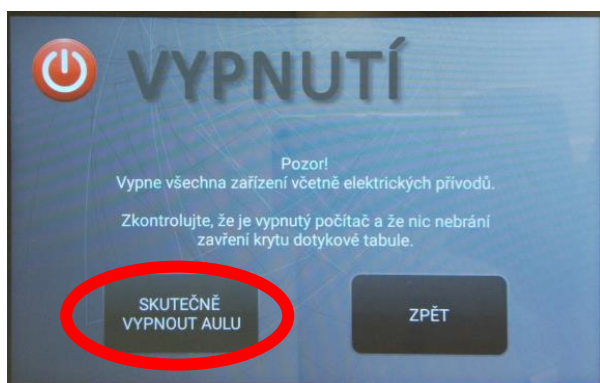 VYPNUTÍ
Pozor!
Vypne všechna zařízení včetně elektrických přívodů.
Zkontrolujte, že je vypnutý počítač a že nic nebrání
zavření krytu dotykové tabule.
SKUTEČNĚ
VYPNOUT AULU
ZPĚT